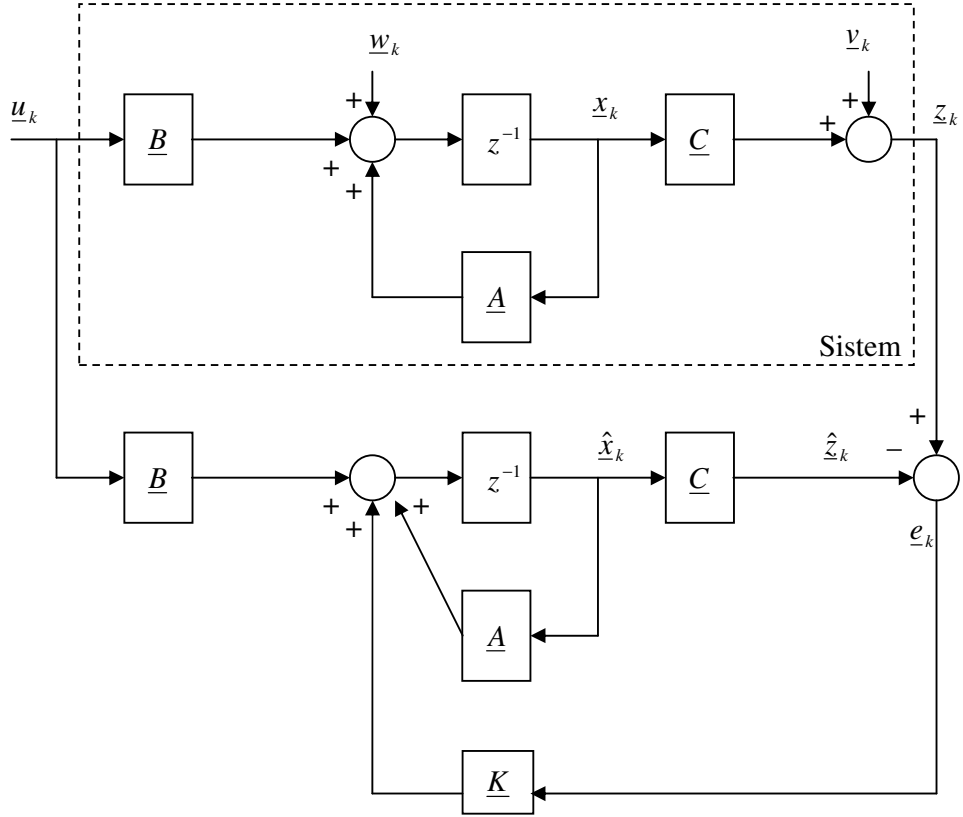 w_k
v_k
u_k
+
+
x_k
z_k
B
z⁻¹
C
+
+
+
A
Sistem
+
x̂_k
ẑ_k
−
B
z⁻¹
C
+
+
+
e_k
A
K